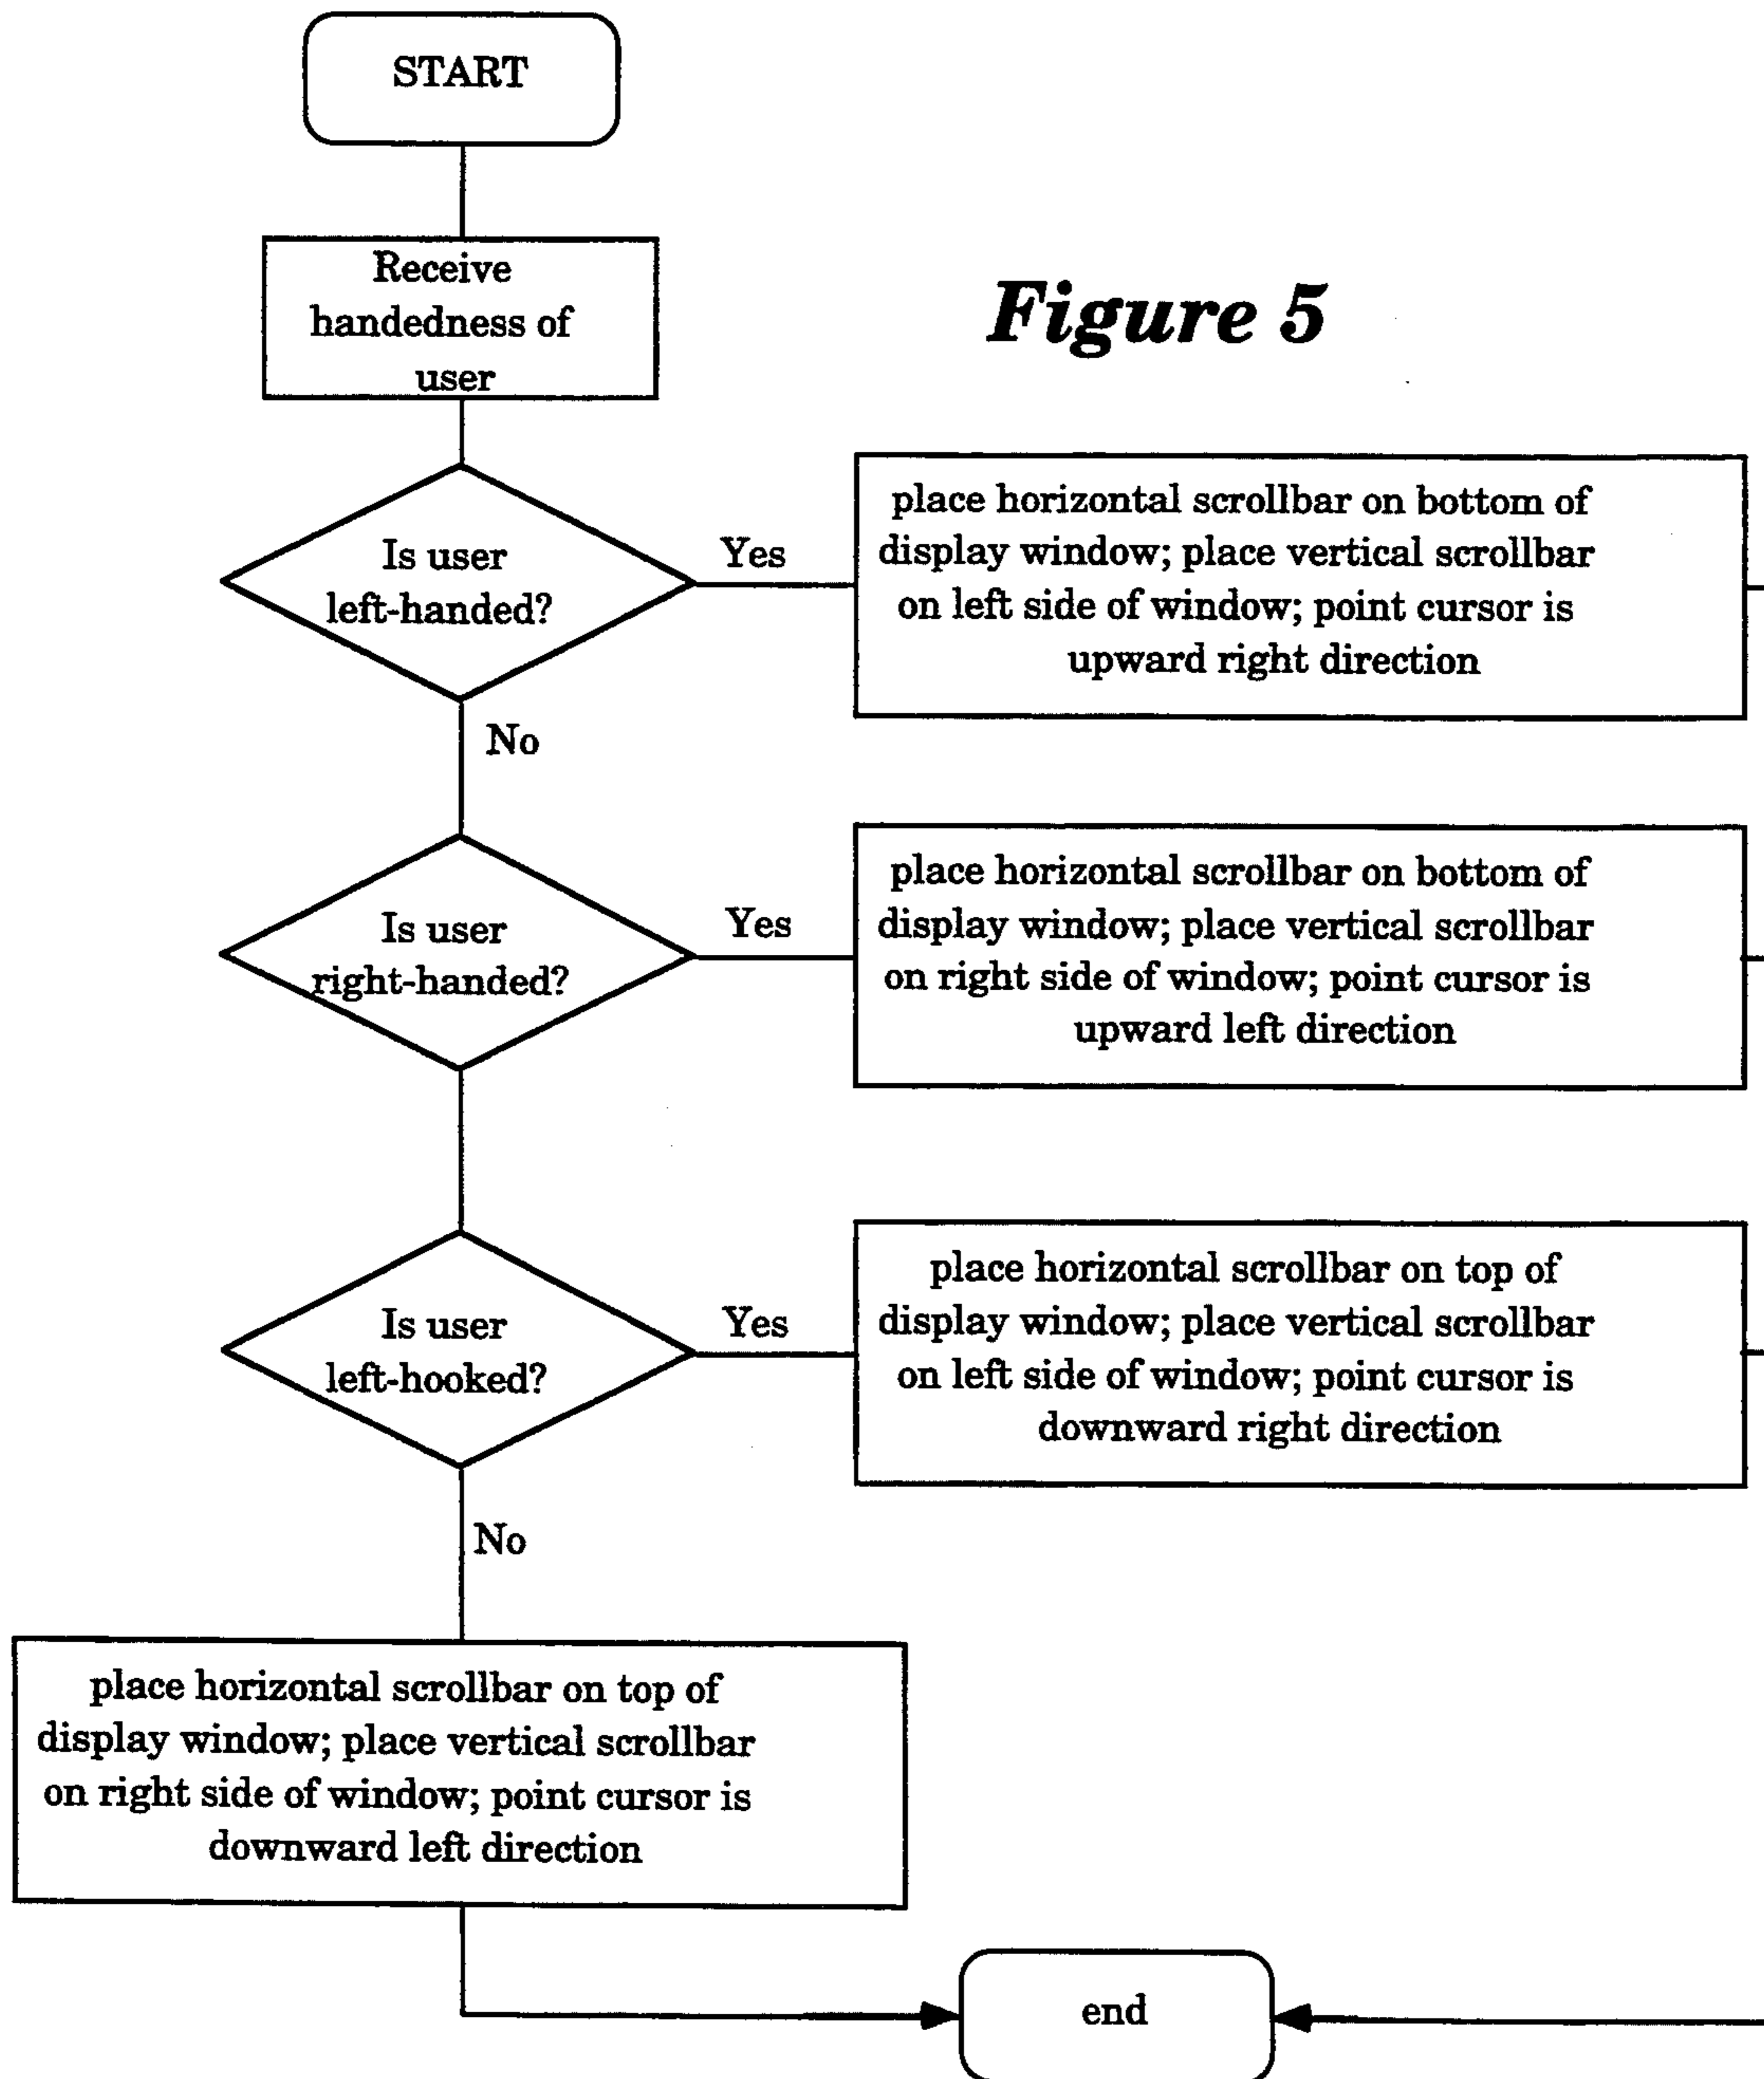 START
Receive
handedness of
user
Figure 5
Is user
left-handed?
Yes
place horizontal scrollbar on bottom of
display window; place vertical scrollbar
on left side of window; point cursor is
upward right direction
No
Is user
right-handed?
Yes
place horizontal scrollbar on bottom of
display window; place vertical scrollbar
on right side of window; point cursor is
upward left direction
Is user
left-hooked?
Yes
place horizontal scrollbar on top of
display window; place vertical scrollbar
on left side of window; point cursor is
downward right direction
No
place horizontal scrollbar on top of
display window; place vertical scrollbar
on right side of window; point cursor is
downward left direction
end